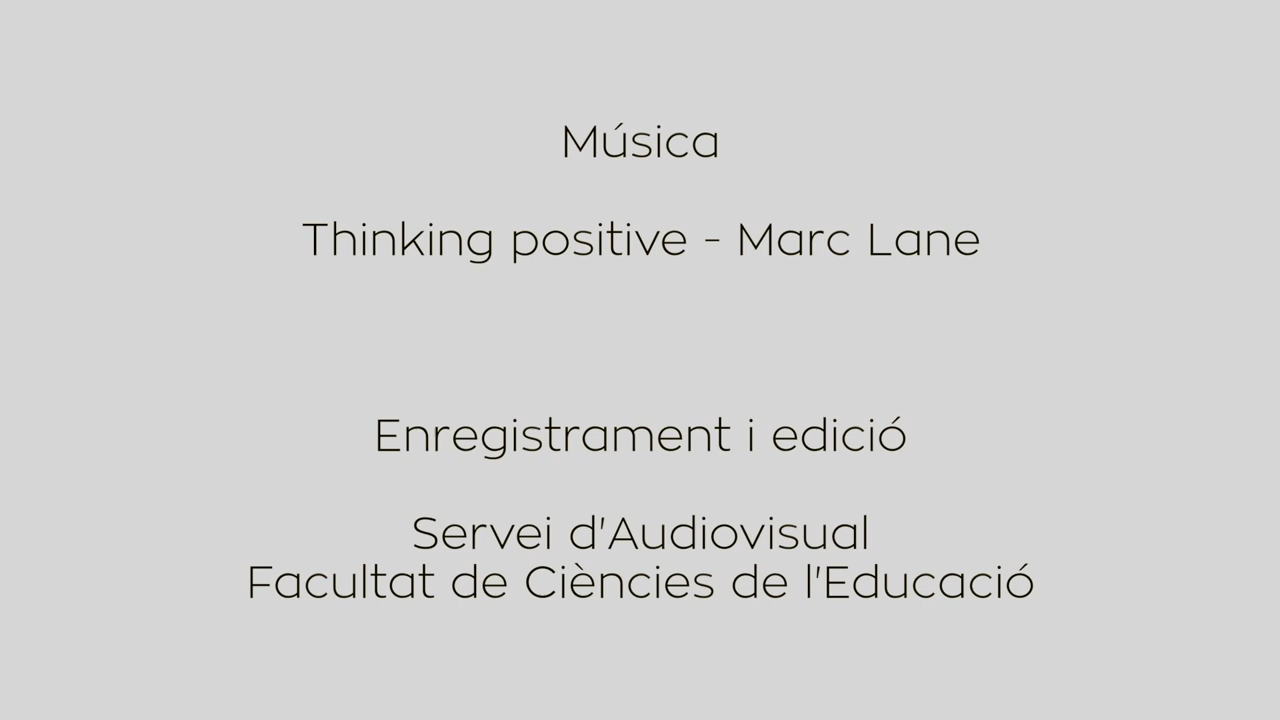 Música
Thinking positive - Marc Lane
Enregistrament i edició
Servei d'Audiovisual
Facultat de Ciències de l'Educació